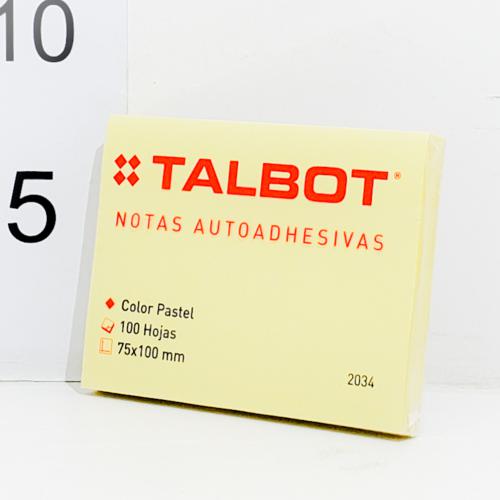 10
5
TALBOT®
NOTAS AUTOADHESIVAS
Color Pastel
100 Hojas
75x100 mm
2034